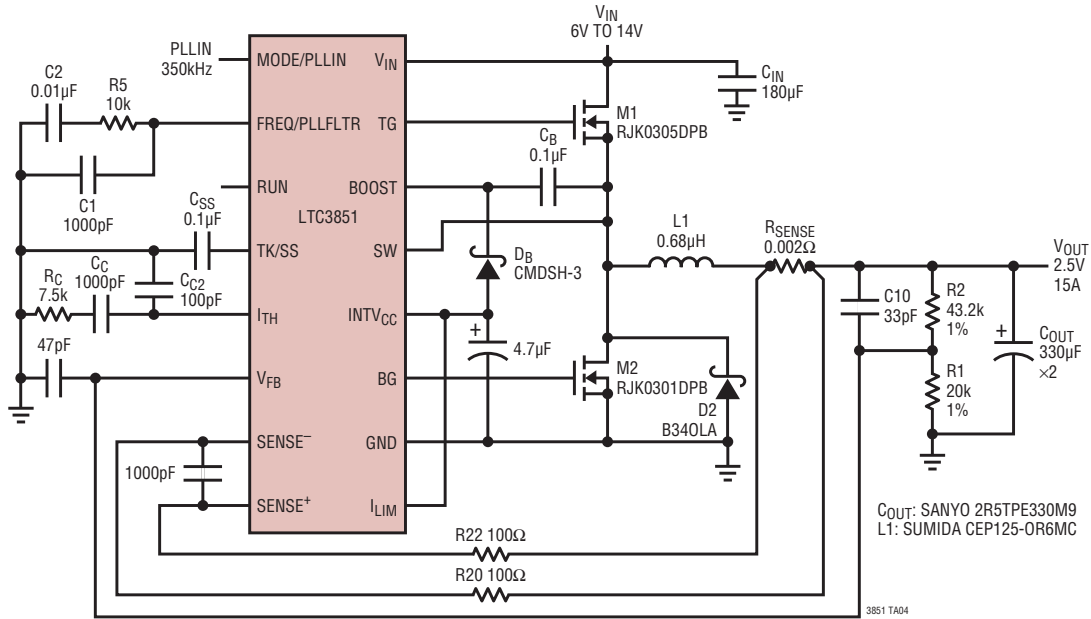 V_IN
6V TO 14V
PLLIN
350kHz
MODE/PLLIN
V_IN
C_IN
180µF
C2
0.01µF
R5
10k
FREQ/PLLFLTR
TG
M1
RJK0305DPB
C_B
0.1µF
C1
1000pF
RUN
BOOST
LTC3851
C_SS
0.1µF
TK/SS
SW
L1
0.68µH
R_SENSE
0.002Ω
V_OUT
2.5V
15A
D_B
CMDSH-3
R_C
7.5k
C_C
1000pF
C_C2
100pF
I_TH
INTV_CC
C10
33pF
R2
43.2k
1%
47pF
+
4.7µF
+
C_OUT
330µF
×2
V_FB
BG
M2
RJK0301DPB
R1
20k
1%
D2
B34OLA
SENSE–
GND
1000pF
SENSE+
I_LIM
R22 100Ω
R20 100Ω
C_OUT: SANYO 2R5TPE330M9
L1: SUMIDA CEP125-OR6MC
3851 TA04